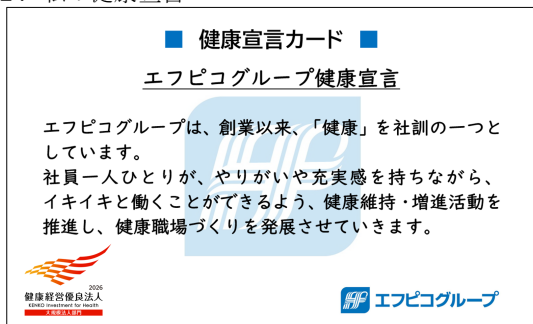 ■ 健康宣言カード ■
エフピコグループ健康宣言
エフピコグループは、創業以来、「健康」を社訓の一つと
しています。
社員一人ひとりが、やりがいや充実感を持ちながら、
イキイキと働くことができるよう、健康維持・増進活動を
推進し、健康職場づくりを発展させていきます。
2026
健康経営優良法人
KENKO Investment for Health
大規模法人部門
エフピコグループ